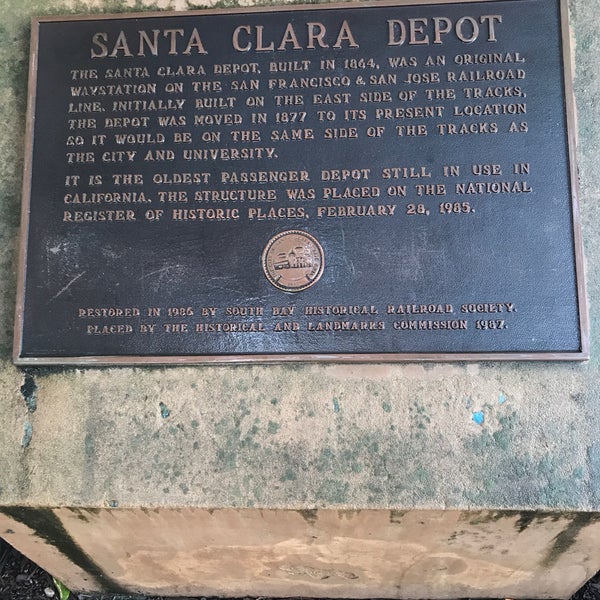 SANTA CLARA DEPOT
THE SANTA CLARA DEPOT, BUILT IN 1864, WAS AN ORIGINAL
WAYSTATION ON THE SAN FRANCISCO & SAN JOSE RAILROAD
LINE. INITIALLY BUILT ON THE EAST SIDE OF THE TRACKS,
THE DEPOT WAS MOVED IN 1877 TO ITS PRESENT LOCATION
SO IT WOULD BE ON THE SAME SIDE OF THE TRACKS AS
THE CITY AND UNIVERSITY.
IT IS THE OLDEST PASSENGER DEPOT STILL IN USE IN
CALIFORNIA. THE STRUCTURE WAS PLACED ON THE NATIONAL
REGISTER OF HISTORIC PLACES, FEBRUARY 28, 1985.
RESTORED IN 1986 BY SOUTH BAY HISTORICAL RAILROAD SOCIETY.
PLACED BY THE HISTORICAL AND LANDMARKS COMMISSION 1987.